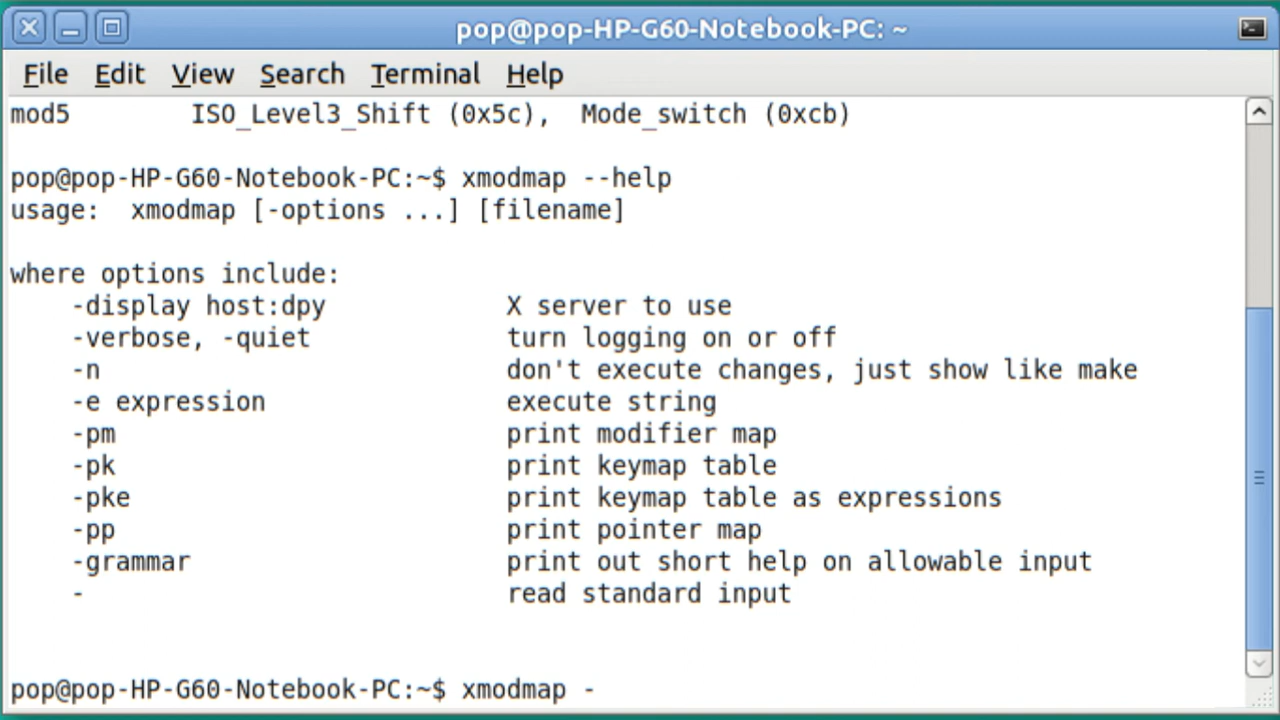 pop@pop-HP-G60-Notebook-PC: ~
File Edit View Search Terminal Help
mod5        ISO_Level3_Shift (0x5c),  Mode_switch (0xcb)
pop@pop-HP-G60-Notebook-PC:~$ xmodmap --help
usage:  xmodmap [-options ...] [filename]
where options include:
    -display host:dpy            X server to use
    -verbose, -quiet             turn logging on or off
    -n                           don't execute changes, just show like make
    -e expression                execute string
    -pm                          print modifier map
    -pk                          print keymap table
    -pke                         print keymap table as expressions
    -pp                          print pointer map
    -grammar                     print out short help on allowable input
    -                            read standard input
pop@pop-HP-G60-Notebook-PC:~$ xmodmap -